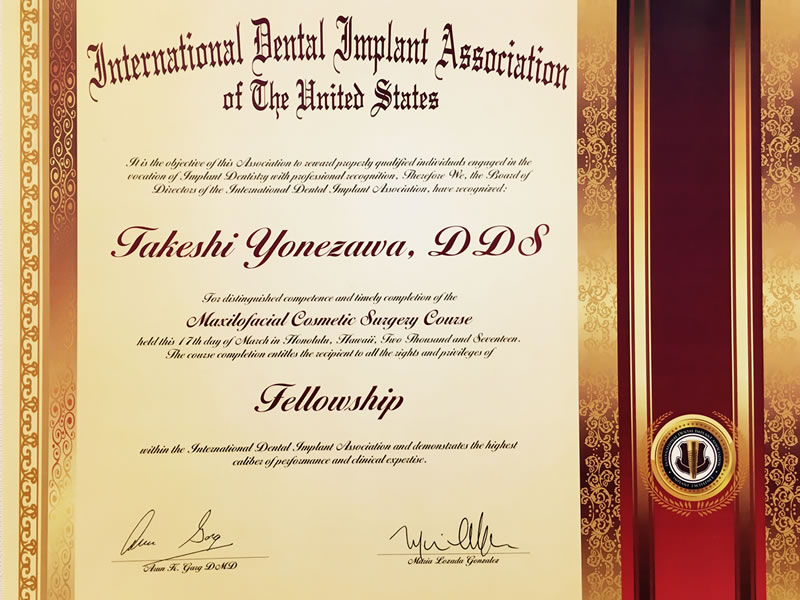 International Dental Implant Association
of The United States
It is the objective of this Association to reward properly qualified individuals engaged in the
vocation of Implant Dentistry with professional recognition, Therefore We, the Board of
Directors of the International Dental Implant Association, have recognized:
Takeshi Yonezawa, DDS
For distinguished competence and timely completion of the
Maxilofacial Cosmetic Surgery Course
held this 17th day of March in Honolulu, Hawaii, Two Thousand and Seventeen.
The course completion entitles the recipient to all the rights and privileges of
Fellowship
within the International Dental Implant Association and demonstrates the highest
caliber of performance and clinical expertise.
Arun K. Garg DMD
Mitzia Lozada Gonzalez